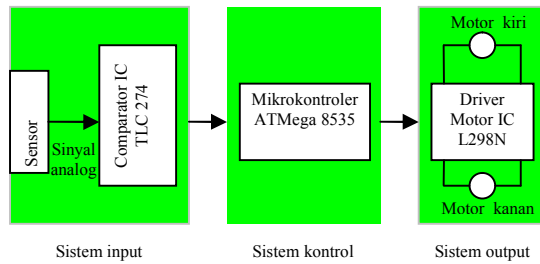 Sensor
Sinyal
analog
Comparator IC
TLC 274
Mikrokontroler
ATMega 8535
Motor kiri
Driver
Motor IC
L298N
Motor kanan
Sistem input
Sistem kontrol
Sistem output